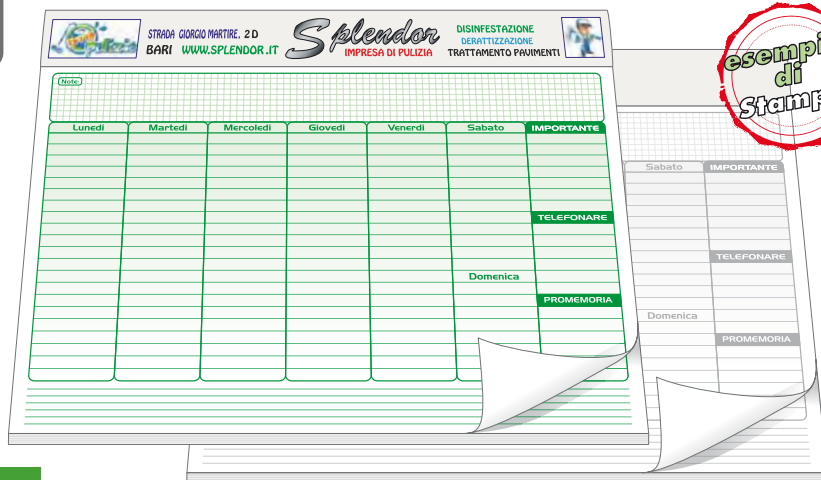 STRADA GIORGIO MARTIRE, 2 D
BARI WWW.SPLENDOR.IT
Splendor
IMPRESA DI PULIZIA
DISINFESTAZIONE
DERATTIZZAZIONE
TRATTAMENTO PAVIMENTI
esempi
di
Stamp
Note:
Lunedì Martedì Mercoledì Giovedì Venerdì Sabato IMPORTANTE
TELEFONARE
Domenica
PROMEMORIA
Sabato IMPORTANTE
TELEFONARE
Domenica
PROMEMORIA